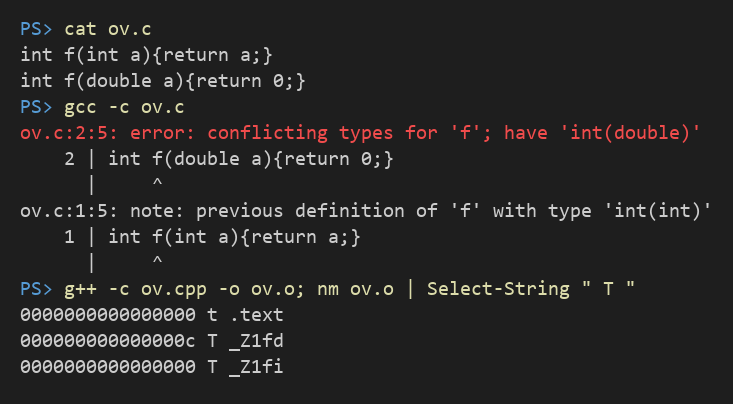 PS> cat ov.c
int f(int a){return a;}
int f(double a){return 0;}
PS> gcc -c ov.c
ov.c:2:5: error: conflicting types for 'f'; have 'int(double)'
    2 | int f(double a){return 0;}
      |     ^
ov.c:1:5: note: previous definition of 'f' with type 'int(int)'
    1 | int f(int a){return a;}
      |     ^
PS> g++ -c ov.cpp -o ov.o; nm ov.o | Select-String " T "
0000000000000000 t .text
000000000000000c T _Z1fd
0000000000000000 T _Z1fi